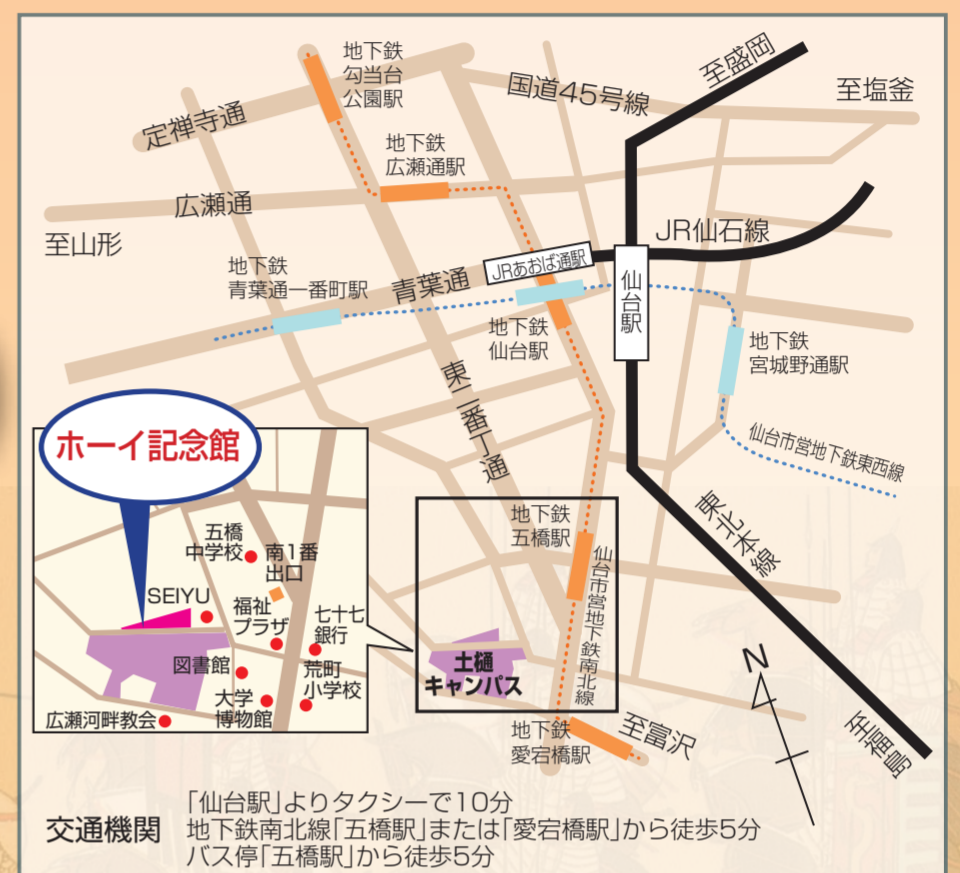 地下鉄
勾当台
公園駅
定禅寺通
国道45号線
至盛岡
至塩釜
地下鉄
広瀬通駅
広瀬通
至山形
JR仙石線
JRあおば通駅
仙台駅
地下鉄
青葉通一番町駅
青葉通
地下鉄
仙台駅
地下鉄
宮城野通駅
東二番丁通
仙台市営地下鉄東西線
ホーイ記念館
東北本線
地下鉄
五橋駅
仙台市営地下鉄南北線
五橋
中学校
南1番
出口
SEIYU
福祉
プラザ
七十七
銀行
図書館
荒町
小学校
大学
博物館
広瀬河畔教会
土樋
キャンパス
N
地下鉄
愛宕橋駅
至富沢
至福島
交通機関
「仙台駅」よりタクシーで10分
地下鉄南北線「五橋駅」または「愛宕橋駅」から徒歩5分
バス停「五橋駅」から徒歩5分